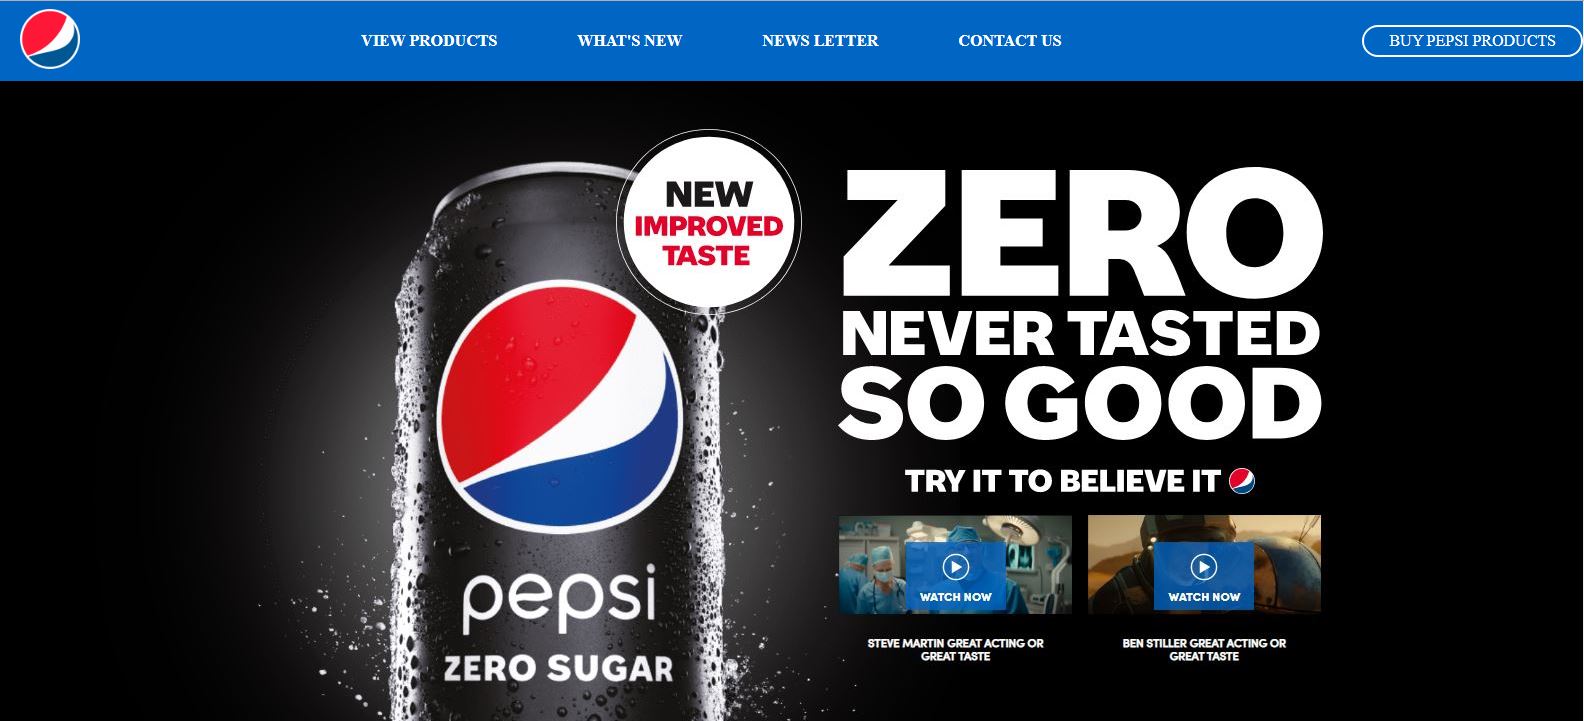 VIEW PRODUCTS
WHAT'S NEW
NEWS LETTER
CONTACT US
BUY PEPSI PRODUCTS
NEW
IMPROVED
TASTE
pepsi
ZERO SUGAR
ZERO
NEVER TASTED
SO GOOD
TRY IT TO BELIEVE IT
WATCH NOW
WATCH NOW
STEVE MARTIN GREAT ACTING OR
GREAT TASTE
BEN STILLER GREAT ACTING OR
GREAT TASTE